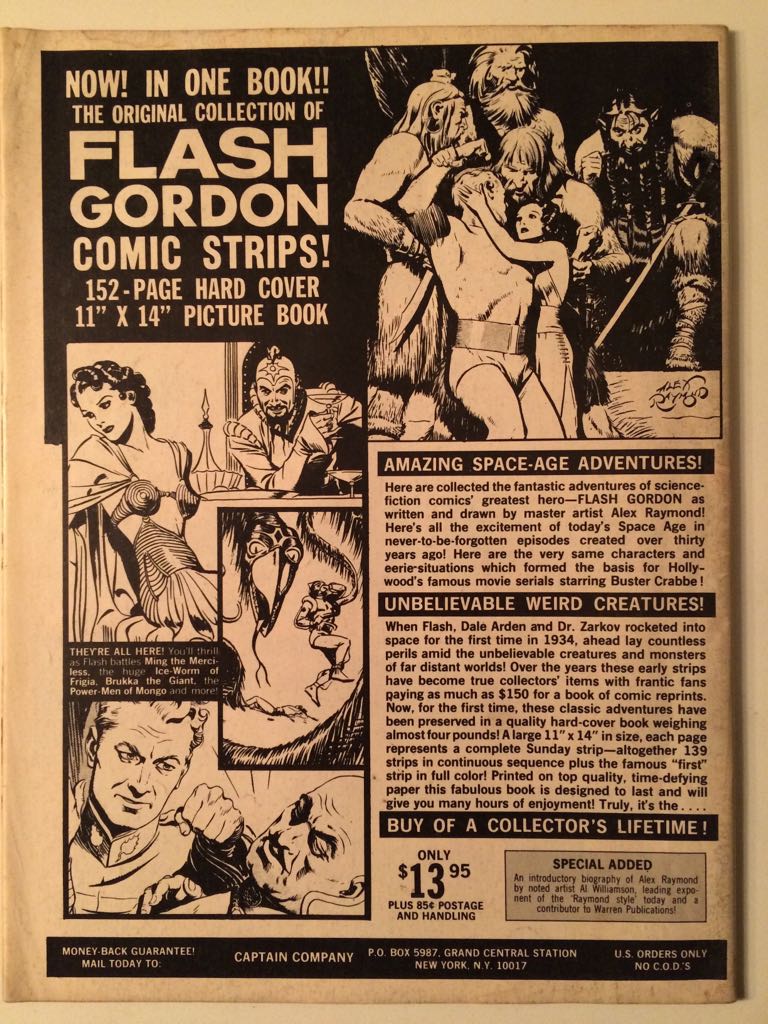 NOW! IN ONE BOOK!!
THE ORIGINAL COLLECTION OF
FLASH
GORDON
COMIC STRIPS!
152-PAGE HARD COVER
11" X 14" PICTURE BOOK
ALEX
RAYMOND
THEY'RE ALL HERE! You'll thrill
as Flash battles Ming the Merci-
less, the huge Ice-Worm of
Frigia, Brukka the Giant, the
Power-Men of Mongo and more!
AMAZING SPACE-AGE ADVENTURES!
Here are collected the fantastic adventures of science-
fiction comics' greatest hero—FLASH GORDON as
written and drawn by master artist Alex Raymond!
Here's all the excitement of today's Space Age in
never-to-be-forgotten episodes created over thirty
years ago! Here are the very same characters and
eerie-situations which formed the basis for Holly-
wood's famous movie serials starring Buster Crabbe!
UNBELIEVABLE WEIRD CREATURES!
When Flash, Dale Arden and Dr. Zarkov rocketed into
space for the first time in 1934, ahead lay countless
perils amid the unbelievable creatures and monsters
of far distant worlds! Over the years these early strips
have become true collectors' items with frantic fans
paying as much as $150 for a book of comic reprints.
Now, for the first time, these classic adventures have
been preserved in a quality hard-cover book weighing
almost four pounds! A large 11" x 14" in size, each page
represents a complete Sunday strip—altogether 139
strips in continuous sequence plus the famous "first"
strip in full color! Printed on top quality, time-defying
paper this fabulous book is designed to last and will
give you many hours of enjoyment! Truly, it's the ....
BUY OF A COLLECTOR'S LIFETIME!
ONLY
$13 95
PLUS 85¢ POSTAGE
AND HANDLING
SPECIAL ADDED
An introductory biography of Alex Raymond
by noted artist Al Williamson, leading expo-
nent of the 'Raymond style' today and a
contributor to Warren Publications!
MONEY-BACK GUARANTEE!
MAIL TODAY TO:
CAPTAIN COMPANY
P.O. BOX 5987, GRAND CENTRAL STATION
NEW YORK, N.Y. 10017
U.S. ORDERS ONLY
NO C.O.D.'S